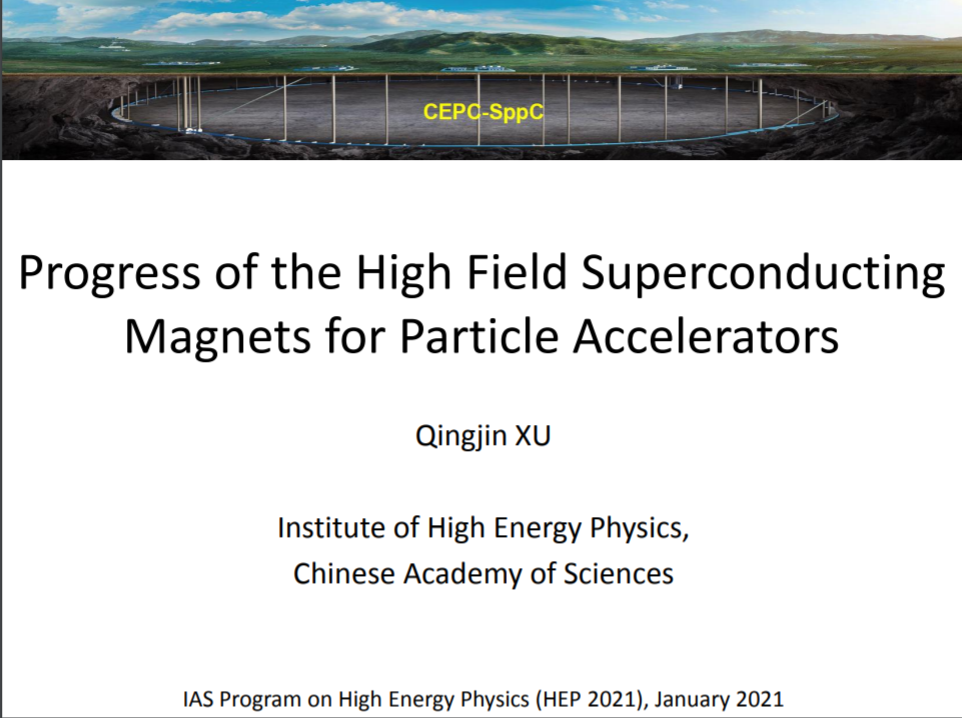 CEPC-SppC
Progress of the High Field Superconducting
Magnets for Particle Accelerators
Qingjin XU
Institute of High Energy Physics,
Chinese Academy of Sciences
IAS Program on High Energy Physics (HEP 2021), January 2021